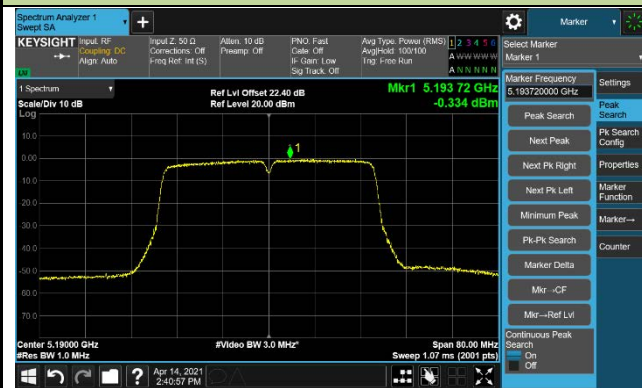 Spectrum Analyzer 1
Swept SA
Marker
KEYSIGHT
Input: RF
Coupling: DC
Align: Auto
Input Z: 50 Ω
Corrections: Off
Freq Ref: Int (S)
Atten: 10 dB
Preamp: Off
PNO: Fast
Gate: Off
IF Gain: Low
Sig Track: Off
Avg Type: Power (RMS)
Avg|Hold: 100/100
Trig: Free Run
1 2 3 4 5 6
A W W W W W
A N N N N N
Select Marker
Marker 1
1 Spectrum
Scale/Div 10 dB
Log
Ref Lvl Offset 22.40 dB
Ref Level 20.00 dBm
Mkr1 5.193 72 GHz
-0.334 dBm
10.0
0.00
10.0
20.0
30.0
40.0
50.0
60.0
70.0
1
Center 5.19000 GHz
#Res BW 1.0 MHz
#Video BW 3.0 MHz*
Span 80.00 MHz
Sweep 1.07 ms (2001 pts)
Marker Frequency
5.193720000 GHz
Peak Search
Next Peak
Next Pk Right
Next Pk Left
Minimum Peak
Pk-Pk Search
Marker Delta
Mkr→CF
Mkr→Ref Lvl
Continuous Peak
Search
On
Off
Settings
Peak
Search
Pk Search
Config
Properties
Marker
Function
Marker→
Counter
Apr 14, 2021
2:40:57 PM